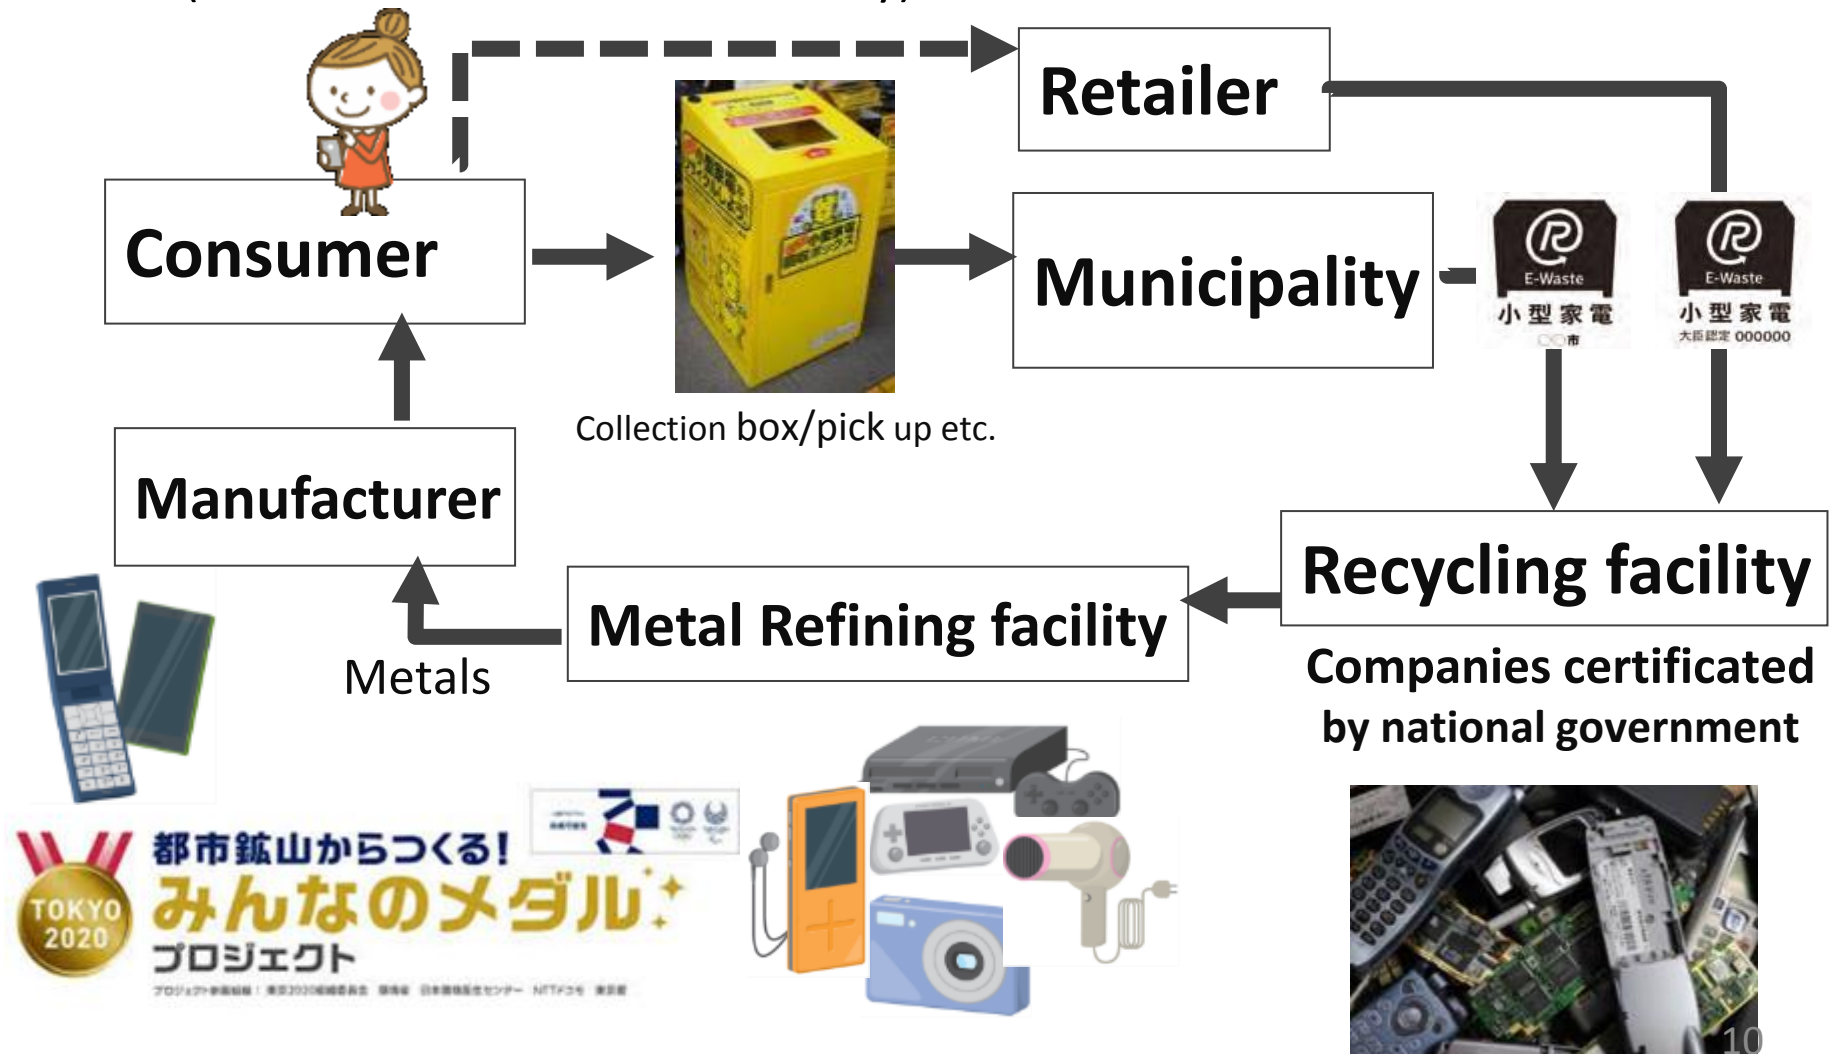 Retailer
Consumer
Municipality
E-Waste
小型家電
〇〇市
E-Waste
小型家電
大臣認定 000000
Collection box/pick up etc.
Manufacturer
Recycling facility
Metal Refining facility
Metals
Companies certificated
by national government
都市鉱山からつくる!
みんなのメダル
プロジェクト
TOKYO
2020
10